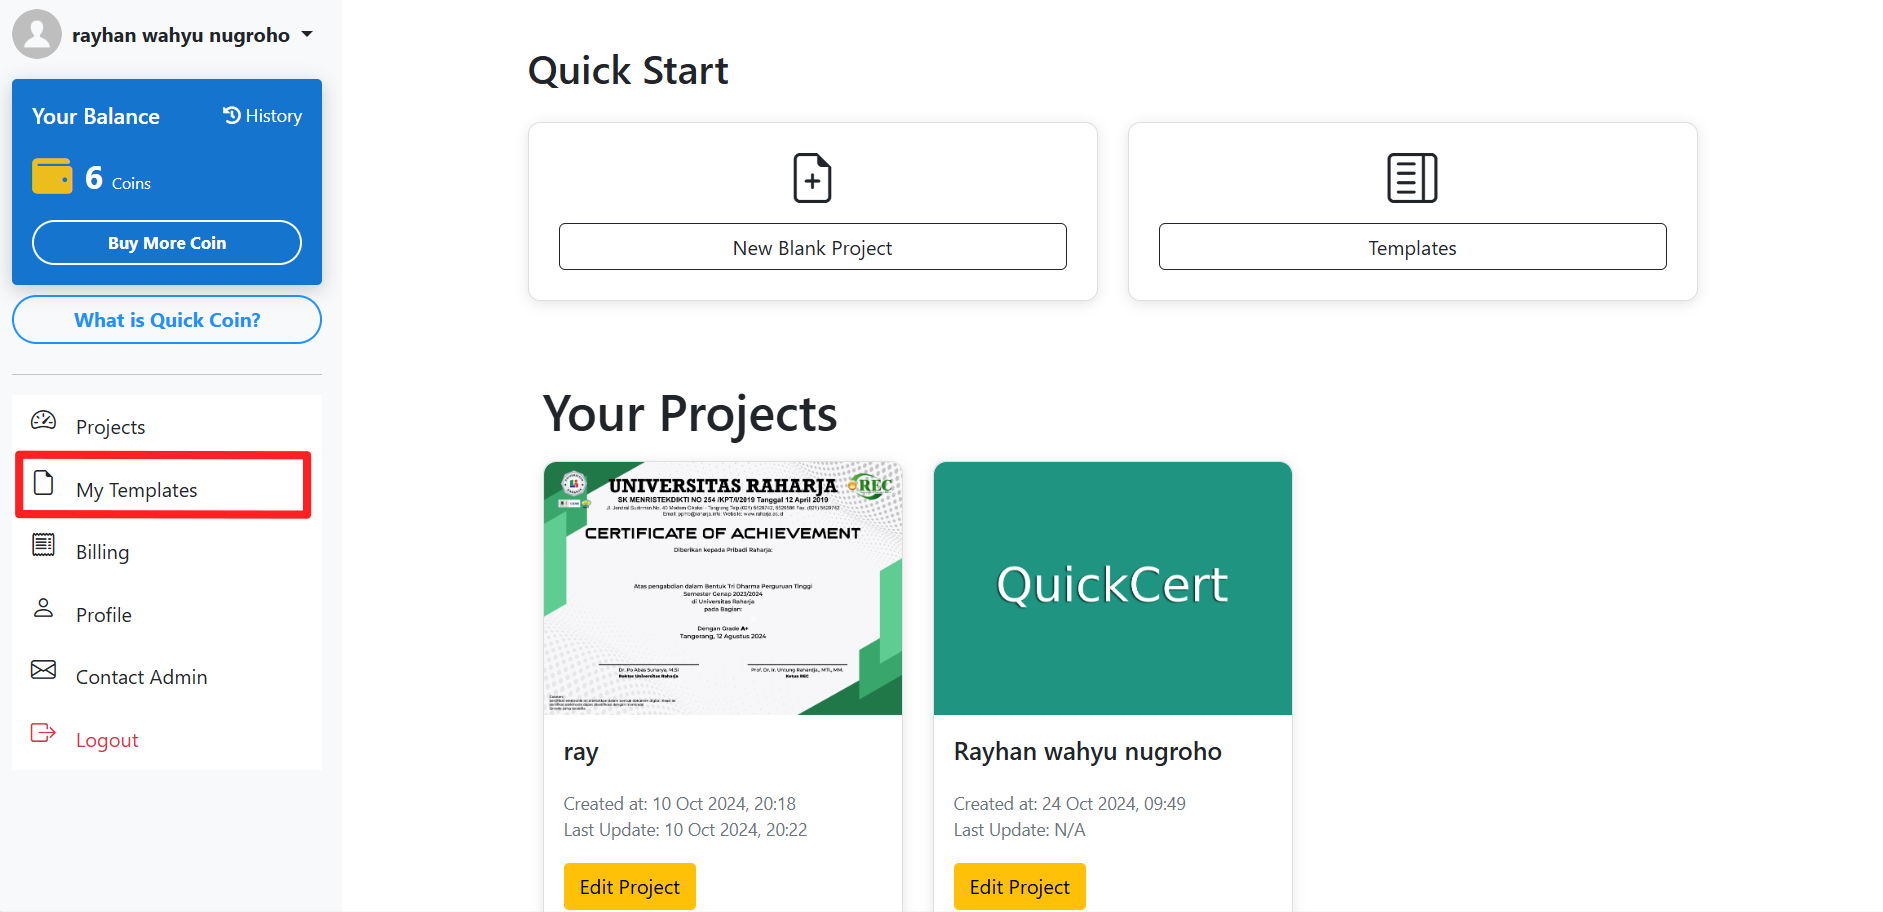 rayhan wahyu nugroho
Your Balance
History
6 Coins
Buy More Coin
What is Quick Coin?
Projects
My Templates
Billing
Profile
Contact Admin
Logout
Quick Start
New Blank Project
Templates
Your Projects
UNIVERSITAS RAHARJA
REC
SK MENRISTEKDIKTI NO 254 /KPT/I/2019 Tanggal 12 April 2019
CERTIFICATE OF ACHIEVEMENT
Diberikan kepada Pribadi Raharja:
Atas pengabdian dalam Bentuk Tri Dharma Perguruan Tinggi
Semester Genap 2023/2024
di Universitas Raharja
pada Bagian:
Dengan Grade A+
Tangerang, 12 Agustus 2024
Rektor Universitas Raharja
Ketua REC
QuickCert
ray
Created at: 10 Oct 2024, 20:18
Last Update: 10 Oct 2024, 20:22
Edit Project
Rayhan wahyu nugroho
Created at: 24 Oct 2024, 09:49
Last Update: N/A
Edit Project